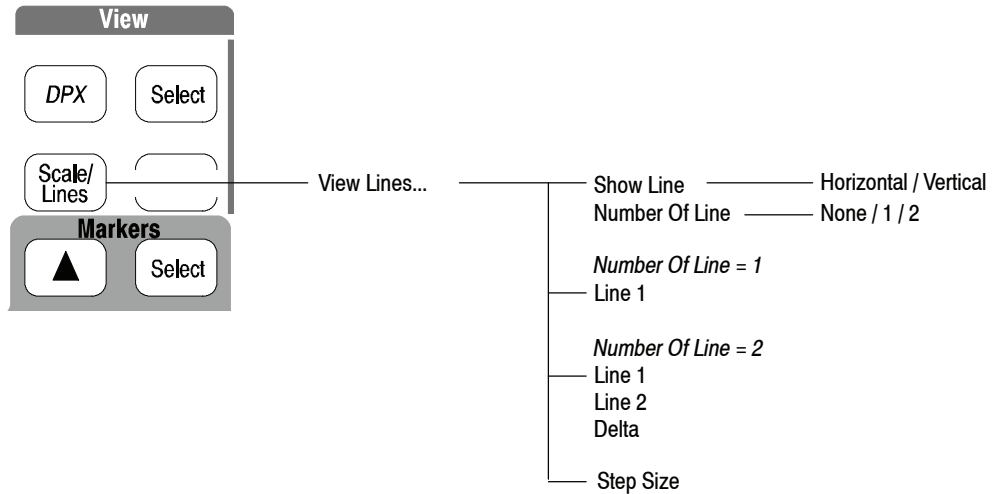 View
DPX Select
Scale/
Lines
View Lines...
Show Line Horizontal / Vertical
Number Of Line None / 1 / 2
Markers
Select
Number Of Line = 1
Line 1
Number Of Line = 2
Line 1
Line 2
Delta
Step Size